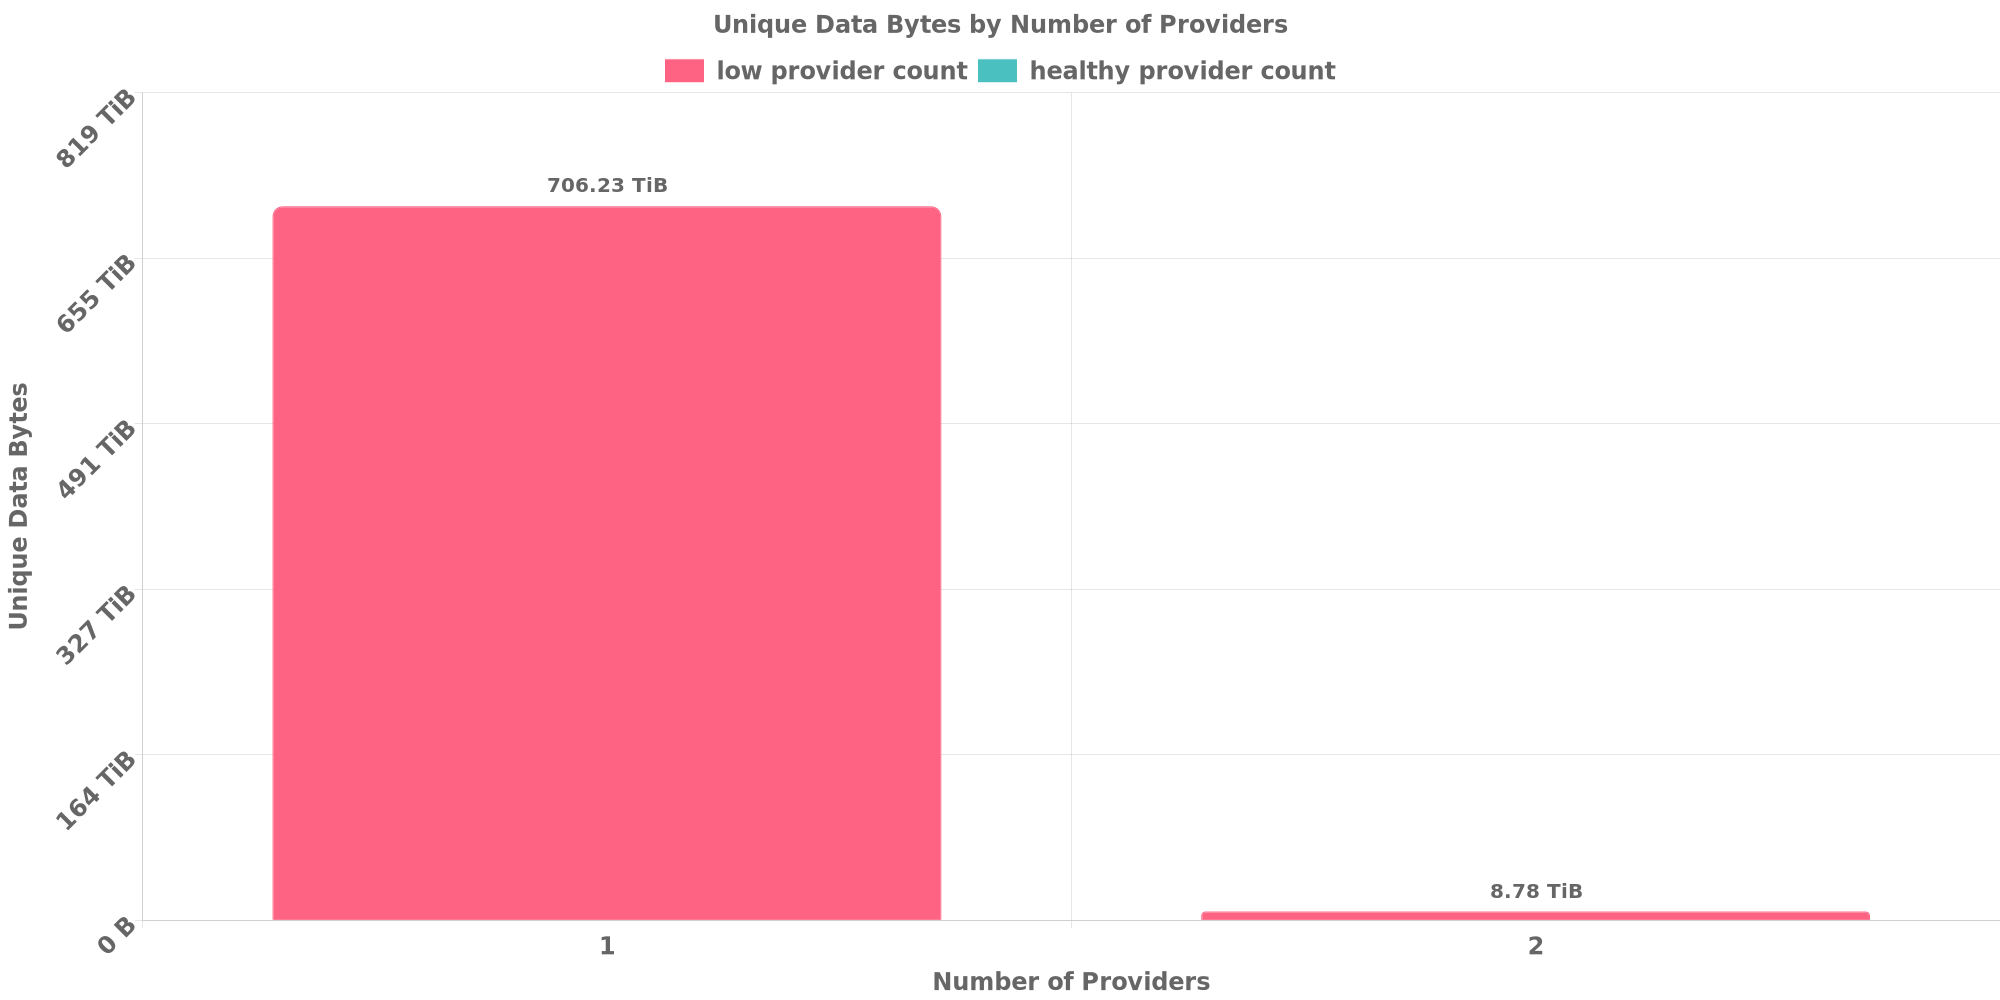 Unique Data Bytes by Number of Providers
low provider count healthy provider count
819 TiB
706.23 TiB
655 TiB
491 TiB
Unique Data Bytes
327 TiB
164 TiB
8.78 TiB
0 B
1 2
Number of Providers